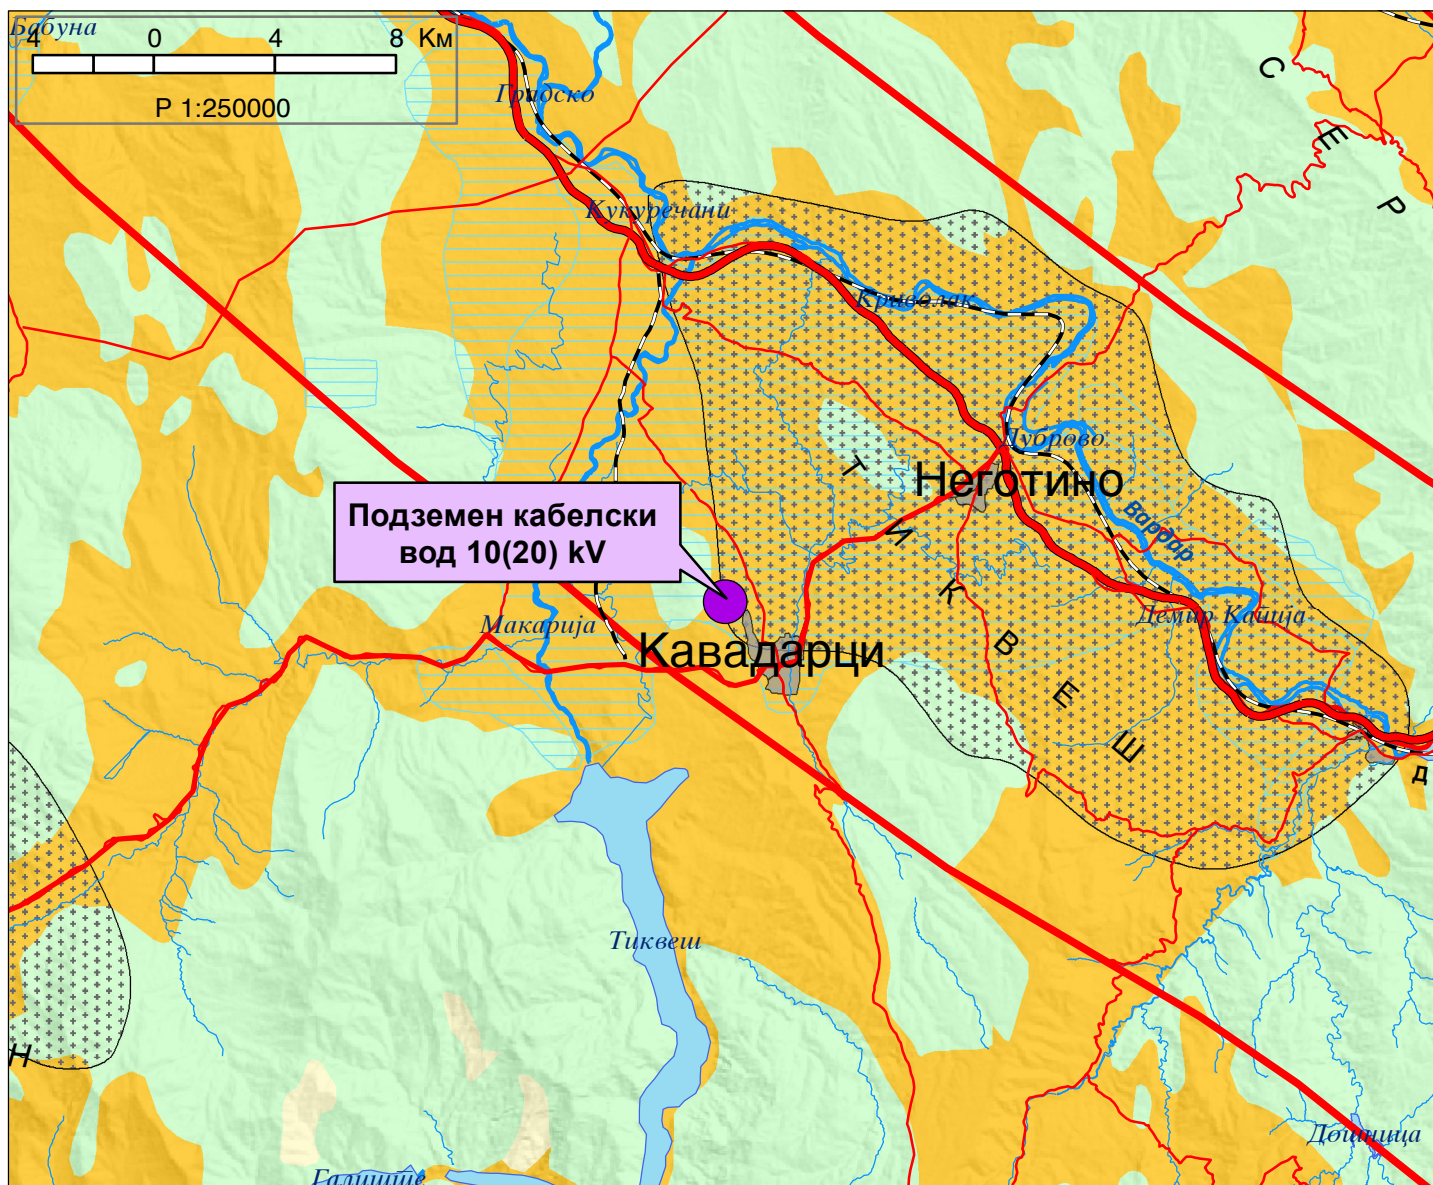 Бабуна
4 0 4 8 Км
Р 1:250000
Градско
Кукуречани
Криволак
Дуброво
Неготино
Вардар
Подземен кабелски
вод 10(20) kV
Демир Капија
Макарија
Кавадарци
Т И К В Е Ш
С Е Р
Д
Тиквеш
Н
Дошница
Галиште